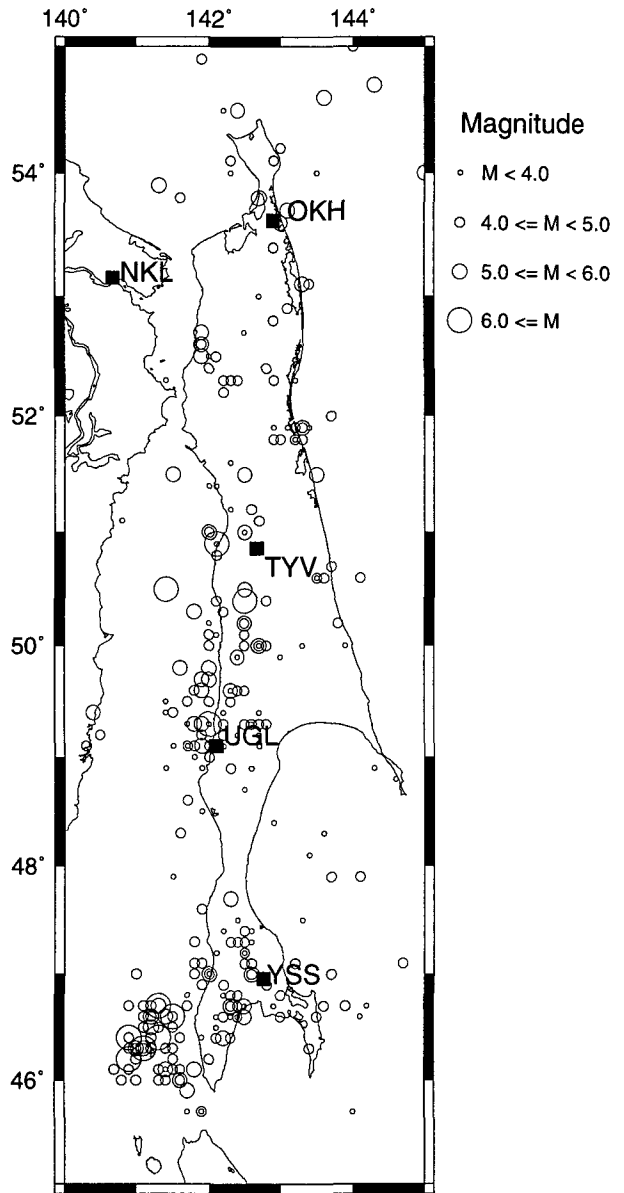 140° 142° 144°
Magnitude
M < 4.0
4.0 <= M < 5.0
5.0 <= M < 6.0
6.0 <= M
54°
OKH
NKL
52°
TYV
50°
UGL
48°
YSS
46°